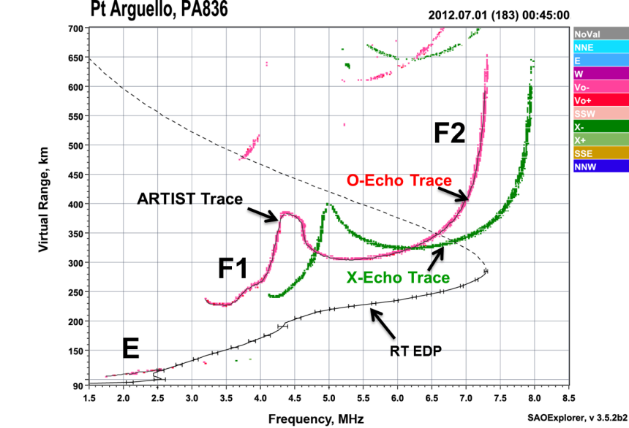 Pt Arguello, PA836
2012.07.01 (183) 00:45:00
Virtual Range, km
700
650
600
550
500
450
400
350
300
250
200
150
90
F2
O-Echo Trace
ARTIST Trace
F1
X-Echo Trace
E
RT EDP
1.5 2.0 2.5 3.0 3.5 4.0 4.5 5.0 5.5 6.0 6.5 7.0 7.5 8.0 8.5
Frequency, MHz
SAOExplorer, v 3.5.2b2
NoVal
NNE
E
W
Vo-
Vo+
SSW
X-
X+
SSE
NNW